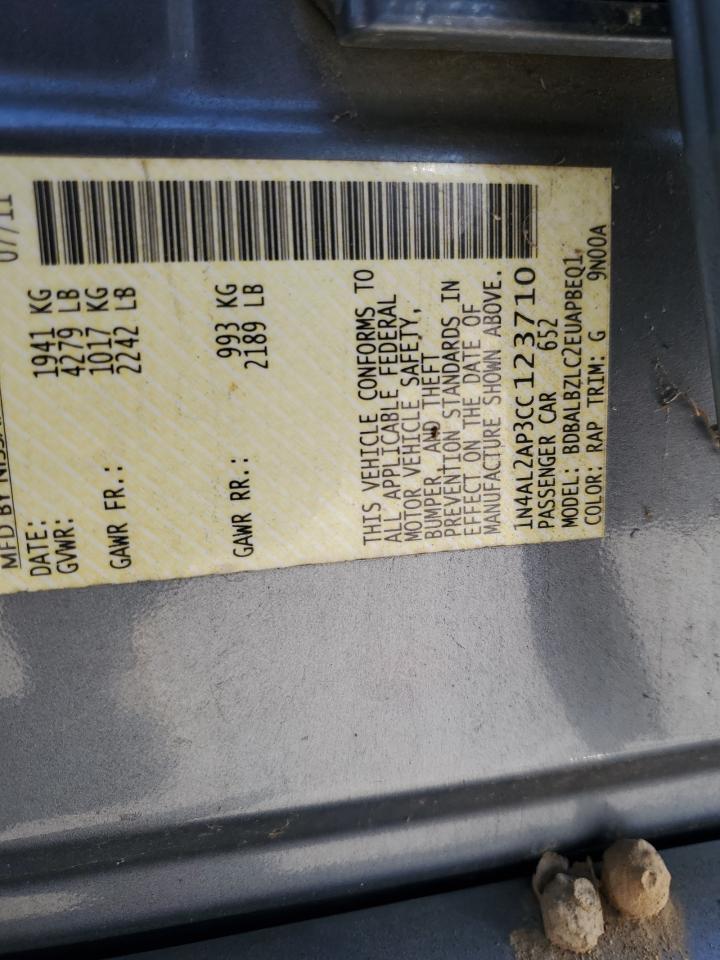 MFD BY NISSAN
DATE: 07/11
GVWR: 1941 KG
4279 LB
GAWR FR.: 1017 KG
2242 LB
GAWR RR.: 993 KG
2189 LB
THIS VEHICLE CONFORMS TO
ALL APPLICABLE FEDERAL
MOTOR VEHICLE SAFETY,
BUMPER AND THEFT
PREVENTION STANDARDS IN
EFFECT ON THE DATE OF
MANUFACTURE SHOWN ABOVE.
1N4AL2AP3CC123710
PASSENGER CAR 652
MODEL: BDBALBZLC2EUAPBEQ1
COLOR: RAP TRIM: G 9N00A